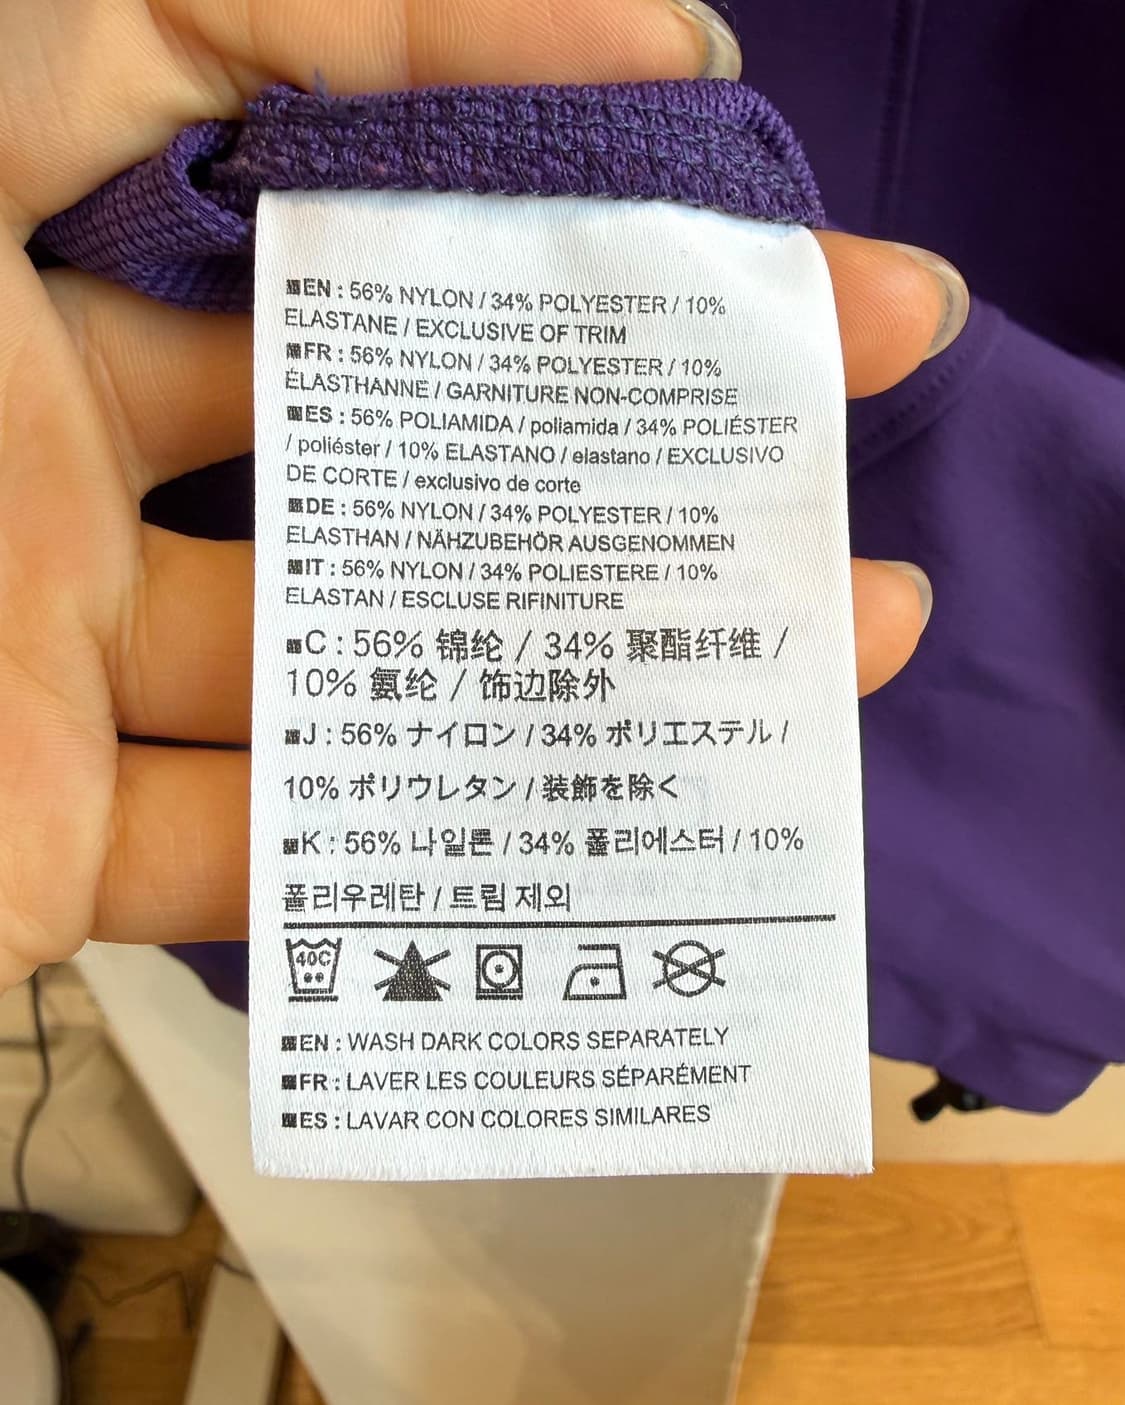 EN : 56% NYLON / 34% POLYESTER / 10%
ELASTANE / EXCLUSIVE OF TRIM
FR : 56% NYLON / 34% POLYESTER / 10%
ÉLASTHANNE / GARNITURE NON-COMPRISE
ES : 56% POLIAMIDA / poliamida / 34% POLIÉSTER
/ poliéster / 10% ELASTANO / elastano / EXCLUSIVO
DE CORTE / exclusivo de corte
DE : 56% NYLON / 34% POLYESTER / 10%
ELASTHAN / NÄHZUBEHÖR AUSGENOMMEN
IT : 56% NYLON / 34% POLIESTERE / 10%
ELASTAN / ESCLUSE RIFINITURE
C : 56% 锦纶 / 34% 聚酯纤维 /
10% 氨纶 / 饰边除外
J : 56% ナイロン / 34% ポリエステル /
10% ポリウレタン / 装飾を除く
K : 56% 나일론 / 34% 폴리에스터 / 10%
폴리우레탄 / 트림 제외
40C
EN : WASH DARK COLORS SEPARATELY
FR : LAVER LES COULEURS SÉPARÉMENT
ES : LAVAR CON COLORES SIMILARES